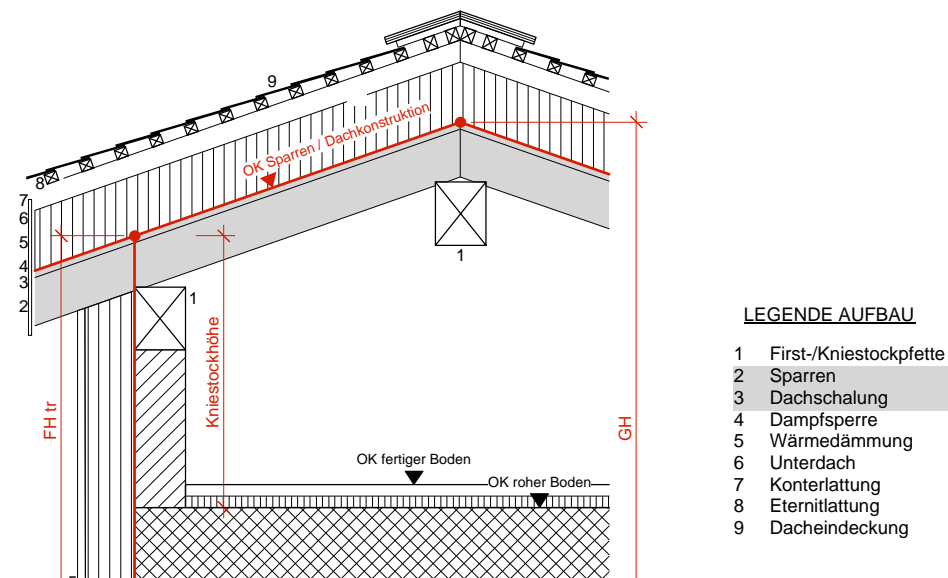 9
OK Sparren / Dachkonstruktion
8
7
6
5
4
3
2
1
1
FH tr
Kniestockhöhe
GH
OK fertiger Boden
OK roher Boden
LEGENDE AUFBAU
1 First-/Kniestockpfette
2 Sparren
3 Dachschalung
4 Dampfsperre
5 Wärmedämmung
6 Unterdach
7 Konterlattung
8 Eternitlattung
9 Dacheindeckung